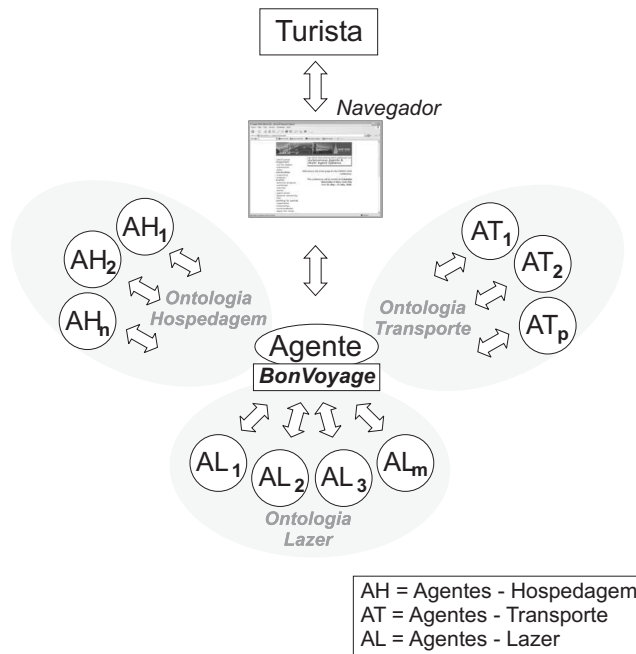 Turista
Navegador
AH1
AH2
AHn
Ontologia
Hospedagem
AT1
AT2
ATp
Ontologia
Transporte
Agente
BonVoyage
AL1
AL2
AL3
ALm
Ontologia
Lazer
AH = Agentes - Hospedagem
AT = Agentes - Transporte
AL = Agentes - Lazer